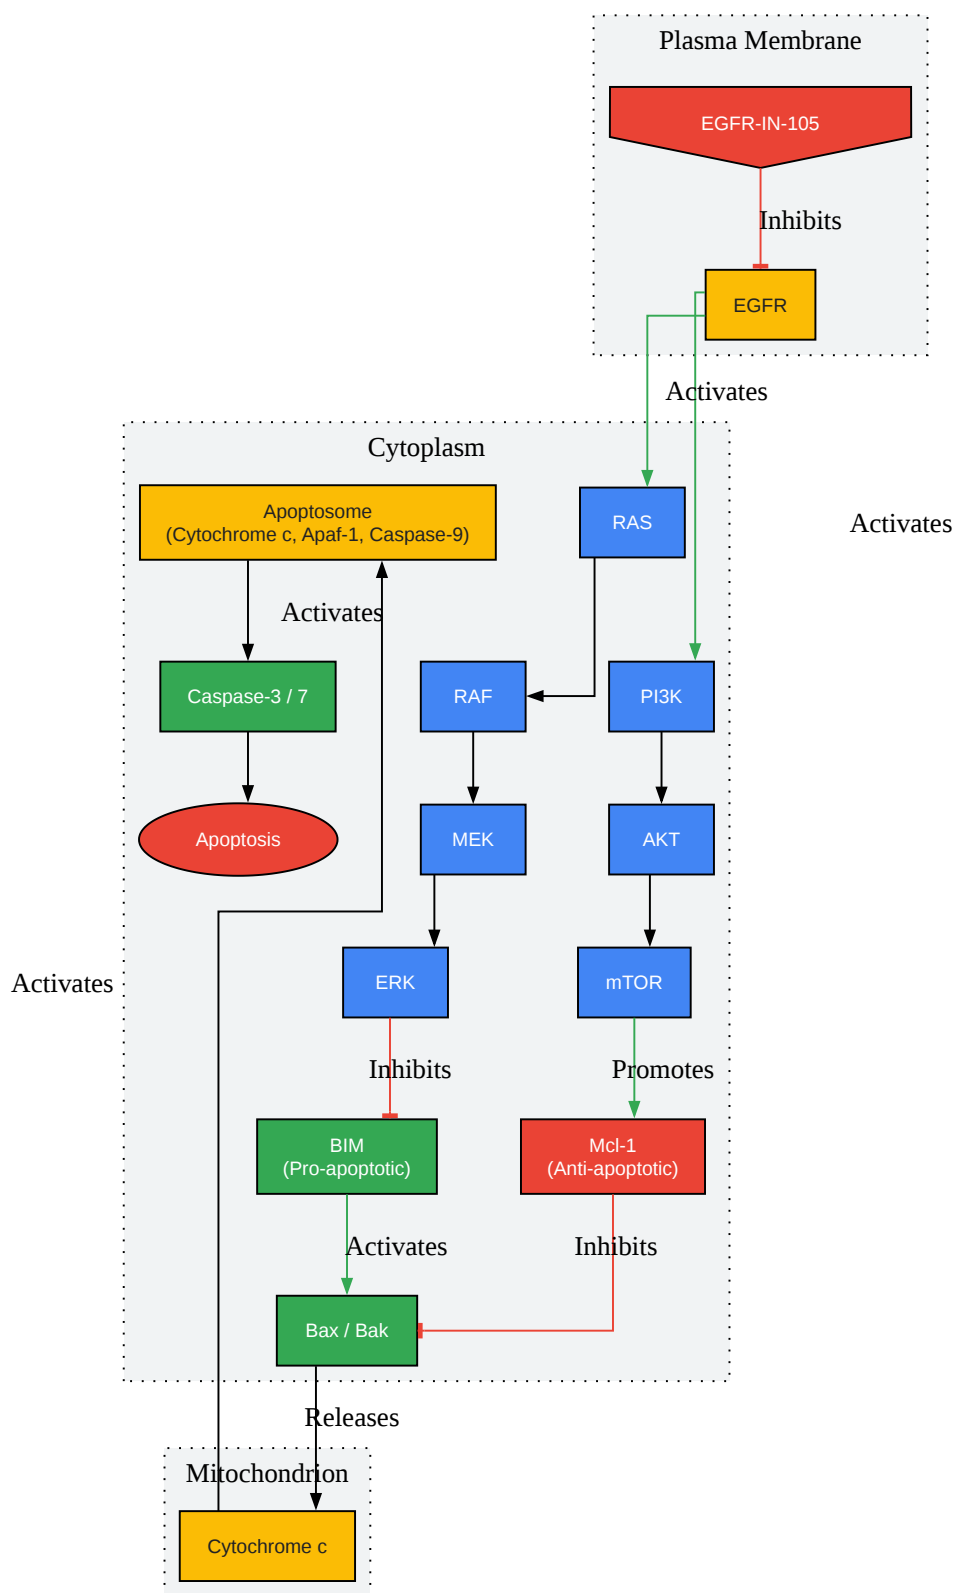 Plasma Membrane
EGFR-IN-105
Inhibits
EGFR
Activates
Cytoplasm
Apoptosome
(Cytochrome c, Apaf-1, Caspase-9)
RAS
Activates
Activates
Caspase-3 / 7
RAF
PI3K
Apoptosis
MEK
AKT
Activates
ERK
mTOR
Inhibits
Promotes
BIM
(Pro-apoptotic)
Mcl-1
(Anti-apoptotic)
Activates
Inhibits
Bax / Bak
Releases
Mitochondrion
Cytochrome c